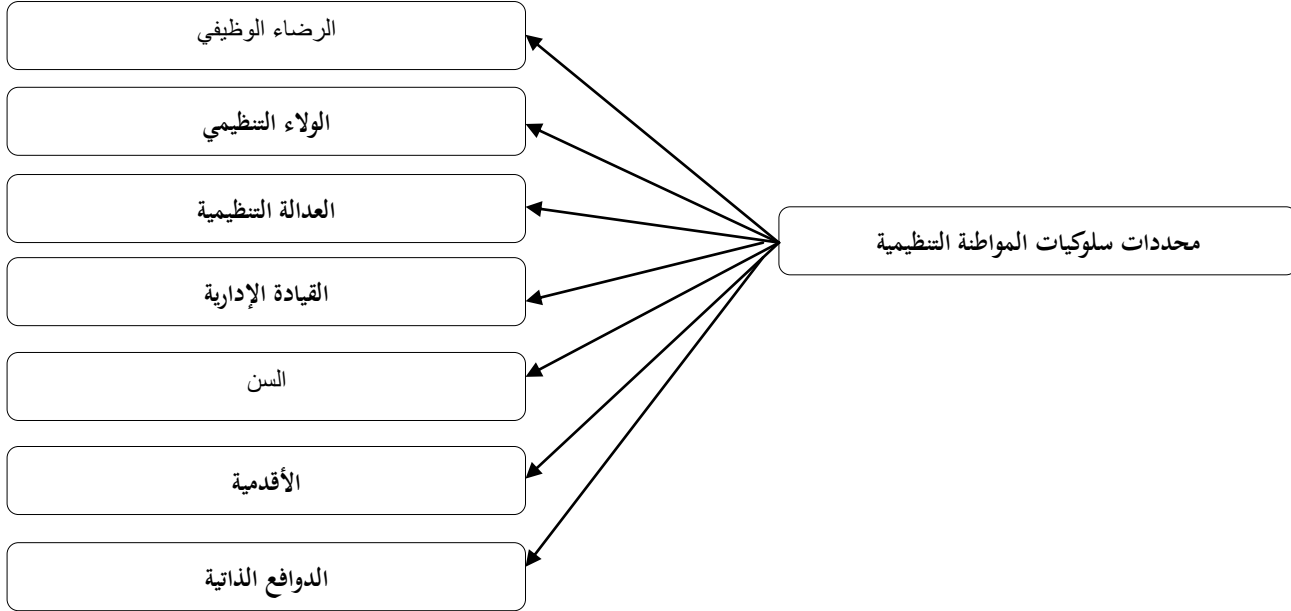 محددات سلوكيات المواطنة التنظيمية
الرضاء الوظيفي
الولاء التنظيمي
العدالة التنظيمية
القيادة الإدارية
السن
الأقدمية
الدوافع الذاتية